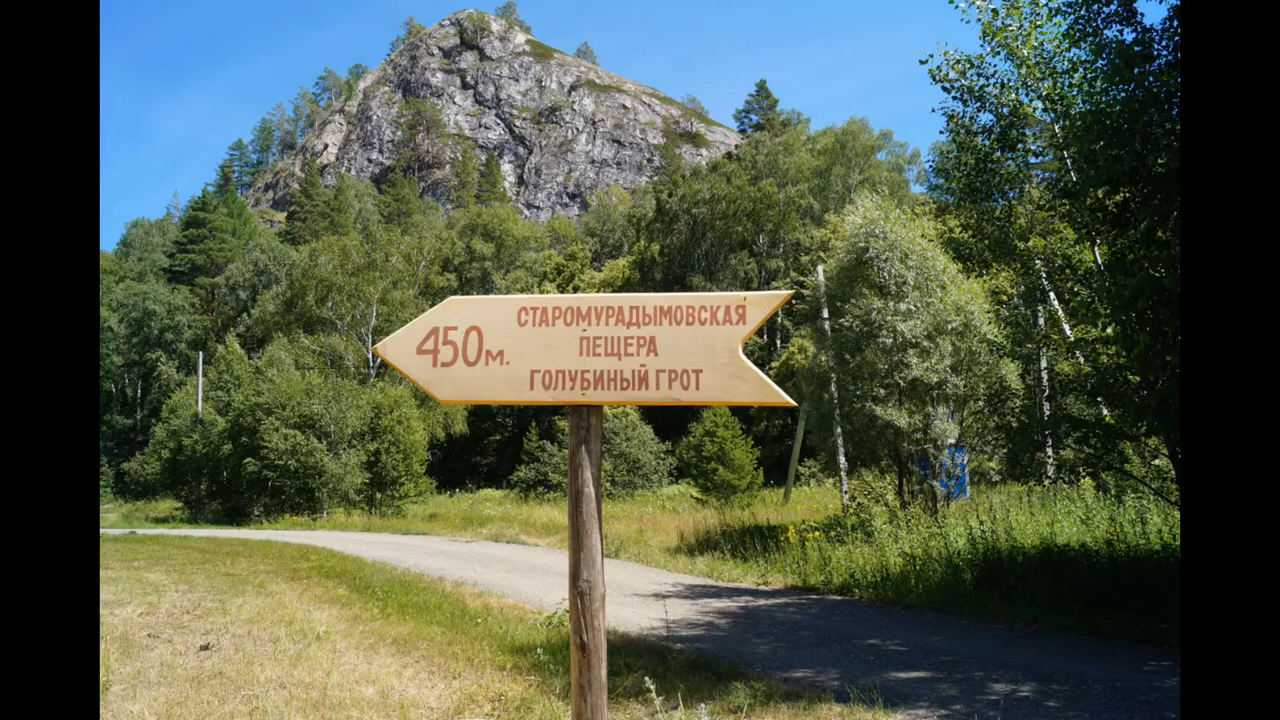 450м.
СТАРОМУРАДЫМОВСКАЯ
ПЕЩЕРА
ГОЛУБИНЫЙ ГРОТ